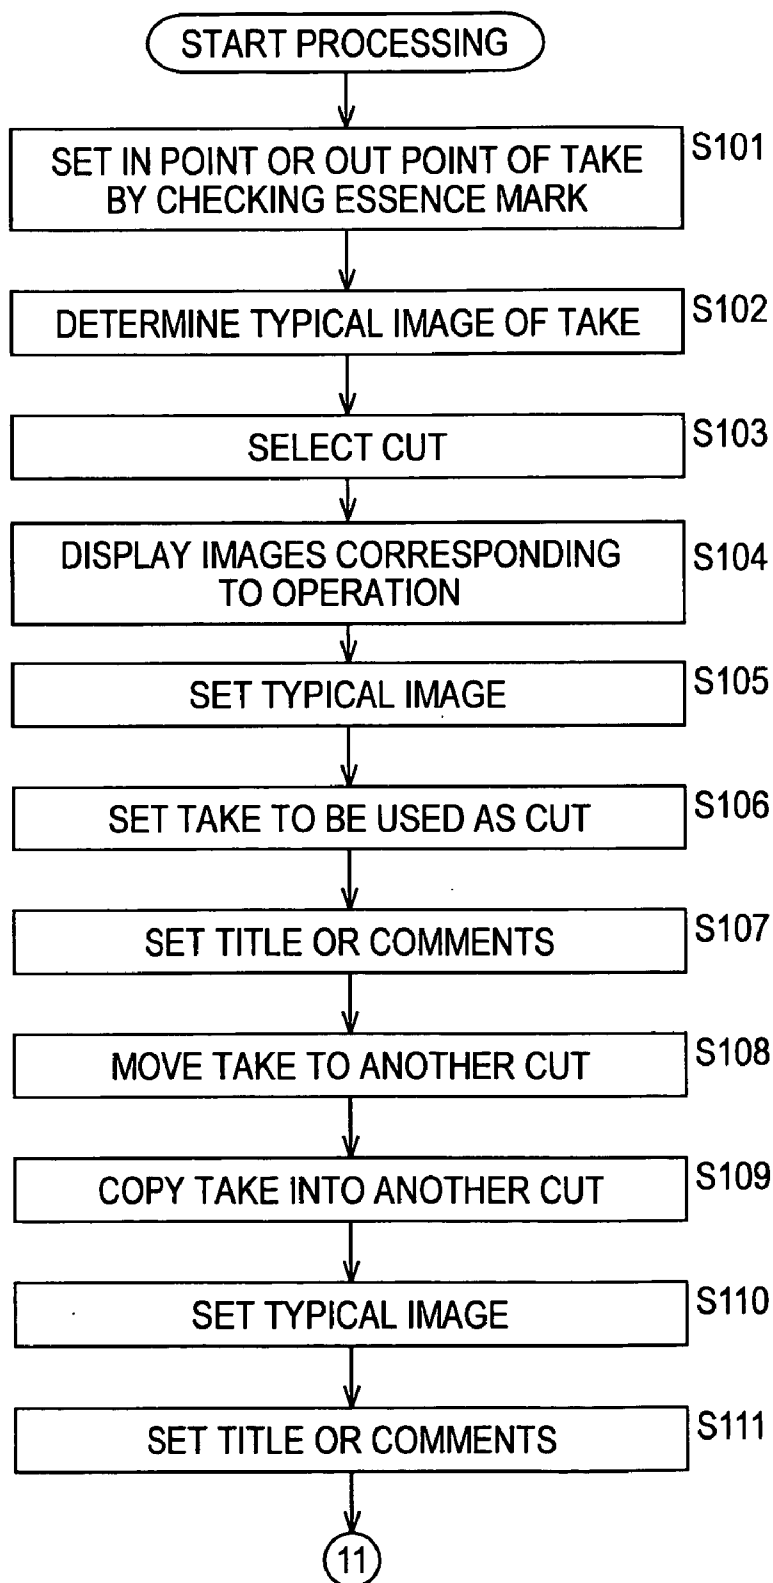 START PROCESSING
SET IN POINT OR OUT POINT OF TAKE
BY CHECKING ESSENCE MARK
S101
DETERMINE TYPICAL IMAGE OF TAKE
S102
SELECT CUT
S103
DISPLAY IMAGES CORRESPONDING
TO OPERATION
S104
SET TYPICAL IMAGE
S105
SET TAKE TO BE USED AS CUT
S106
SET TITLE OR COMMENTS
S107
MOVE TAKE TO ANOTHER CUT
S108
COPY TAKE INTO ANOTHER CUT
S109
SET TYPICAL IMAGE
S110
SET TITLE OR COMMENTS
S111
11